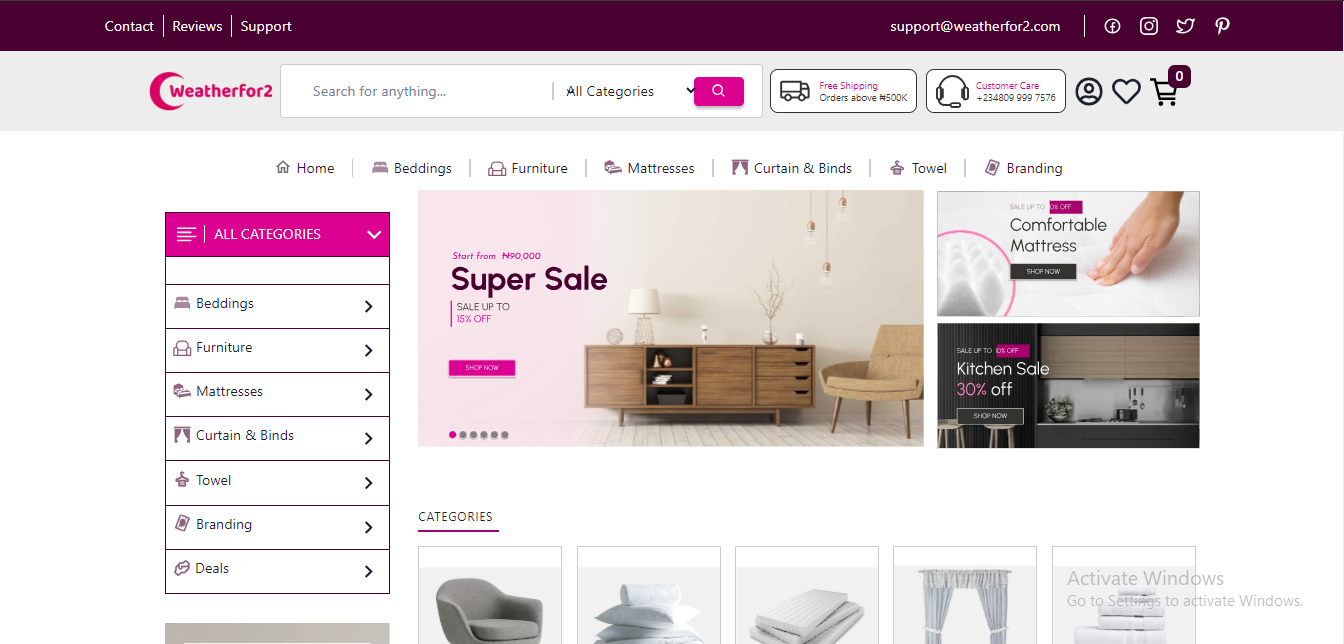 Contact
Reviews
Support
support@weatherfor2.com
Weatherfor2
Search for anything...
All Categories
Free Shipping
Orders above ₦500K
Customer Care
+234809 999 7576
0
Home
Beddings
Furniture
Mattresses
Curtain & Binds
Towel
Branding
ALL CATEGORIES
Beddings
Furniture
Mattresses
Curtain & Binds
Towel
Branding
Deals
Start from ₦90,000
Super Sale
SALE UP TO
15% OFF
SHOP NOW
SALE UP TO 0% OFF
Comfortable
Mattress
SHOP NOW
SALE UP TO 10% OFF
Kitchen Sale
30% off
SHOP NOW
CATEGORIES
Activate Windows
Go to Settings to activate Windows.